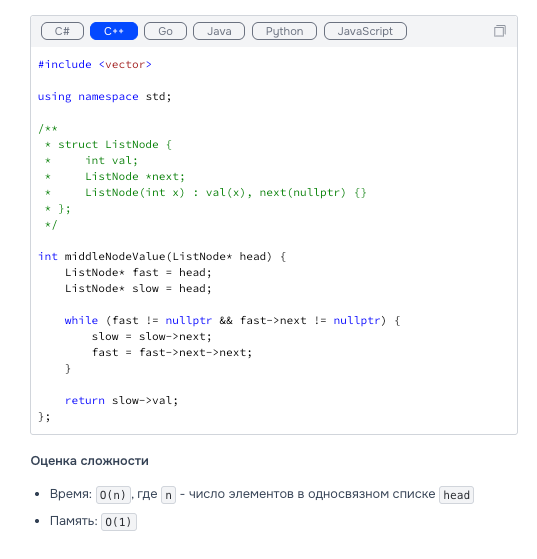 C# C++ Go Java Python JavaScript
#include <vector>
using namespace std;
/**
 * struct ListNode {
 *     int val;
 *     ListNode *next;
 *     ListNode(int x) : val(x), next(nullptr) {}
 * };
 */
int middleNodeValue(ListNode* head) {
    ListNode* fast = head;
    ListNode* slow = head;
    while (fast != nullptr && fast->next != nullptr) {
        slow = slow->next;
        fast = fast->next->next;
    }
    return slow->val;
};
Оценка сложности
• Время: O(n), где n - число элементов в односвязном списке head
• Память: O(1)